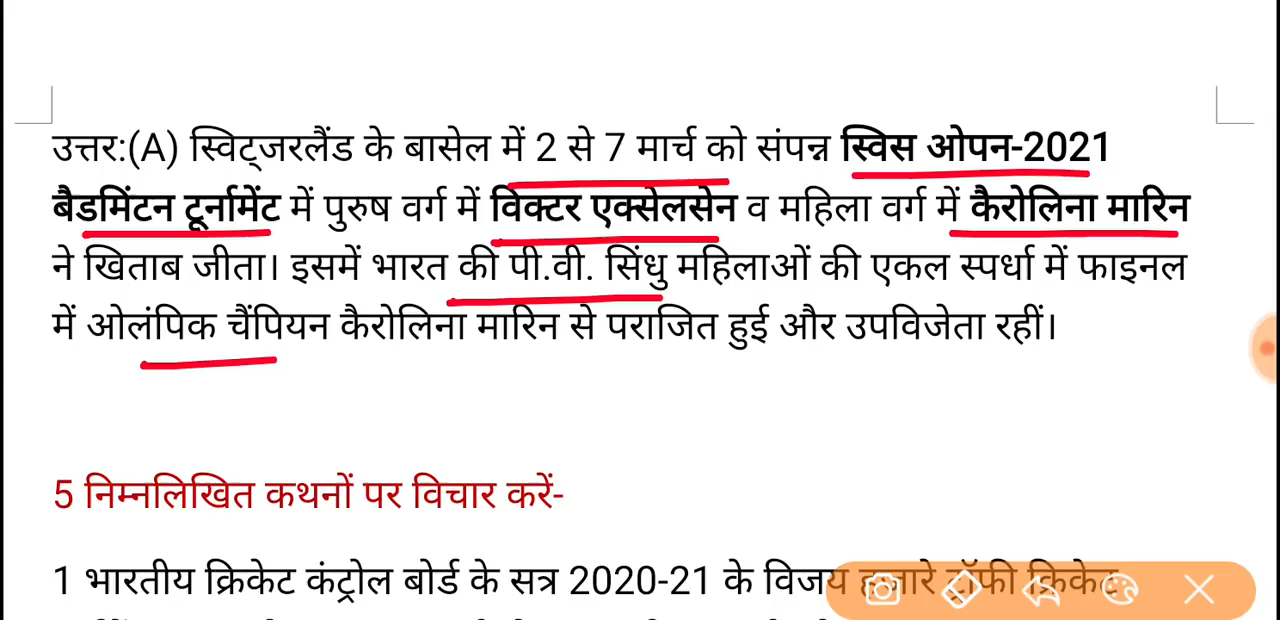 उत्तर:(A) स्विट्जरलैंड के बासेल में 2 से 7 मार्च को संपन्न स्विस ओपन-2021
बैडमिंटन टूर्नामेंट में पुरुष वर्ग में विक्टर एक्सेलसेन व महिला वर्ग में कैरोलिना मारिन
ने खिताब जीता। इसमें भारत की पी.वी. सिंधु महिलाओं की एकल स्पर्धा में फाइनल
में ओलंपिक चैंपियन कैरोलिना मारिन से पराजित हुई और उपविजेता रहीं।
5 निम्नलिखित कथनों पर विचार करें-
1 भारतीय क्रिकेट कंट्रोल बोर्ड के सत्र 2020-21 के विजय हजारे ट्रॉफी क्रिकेट